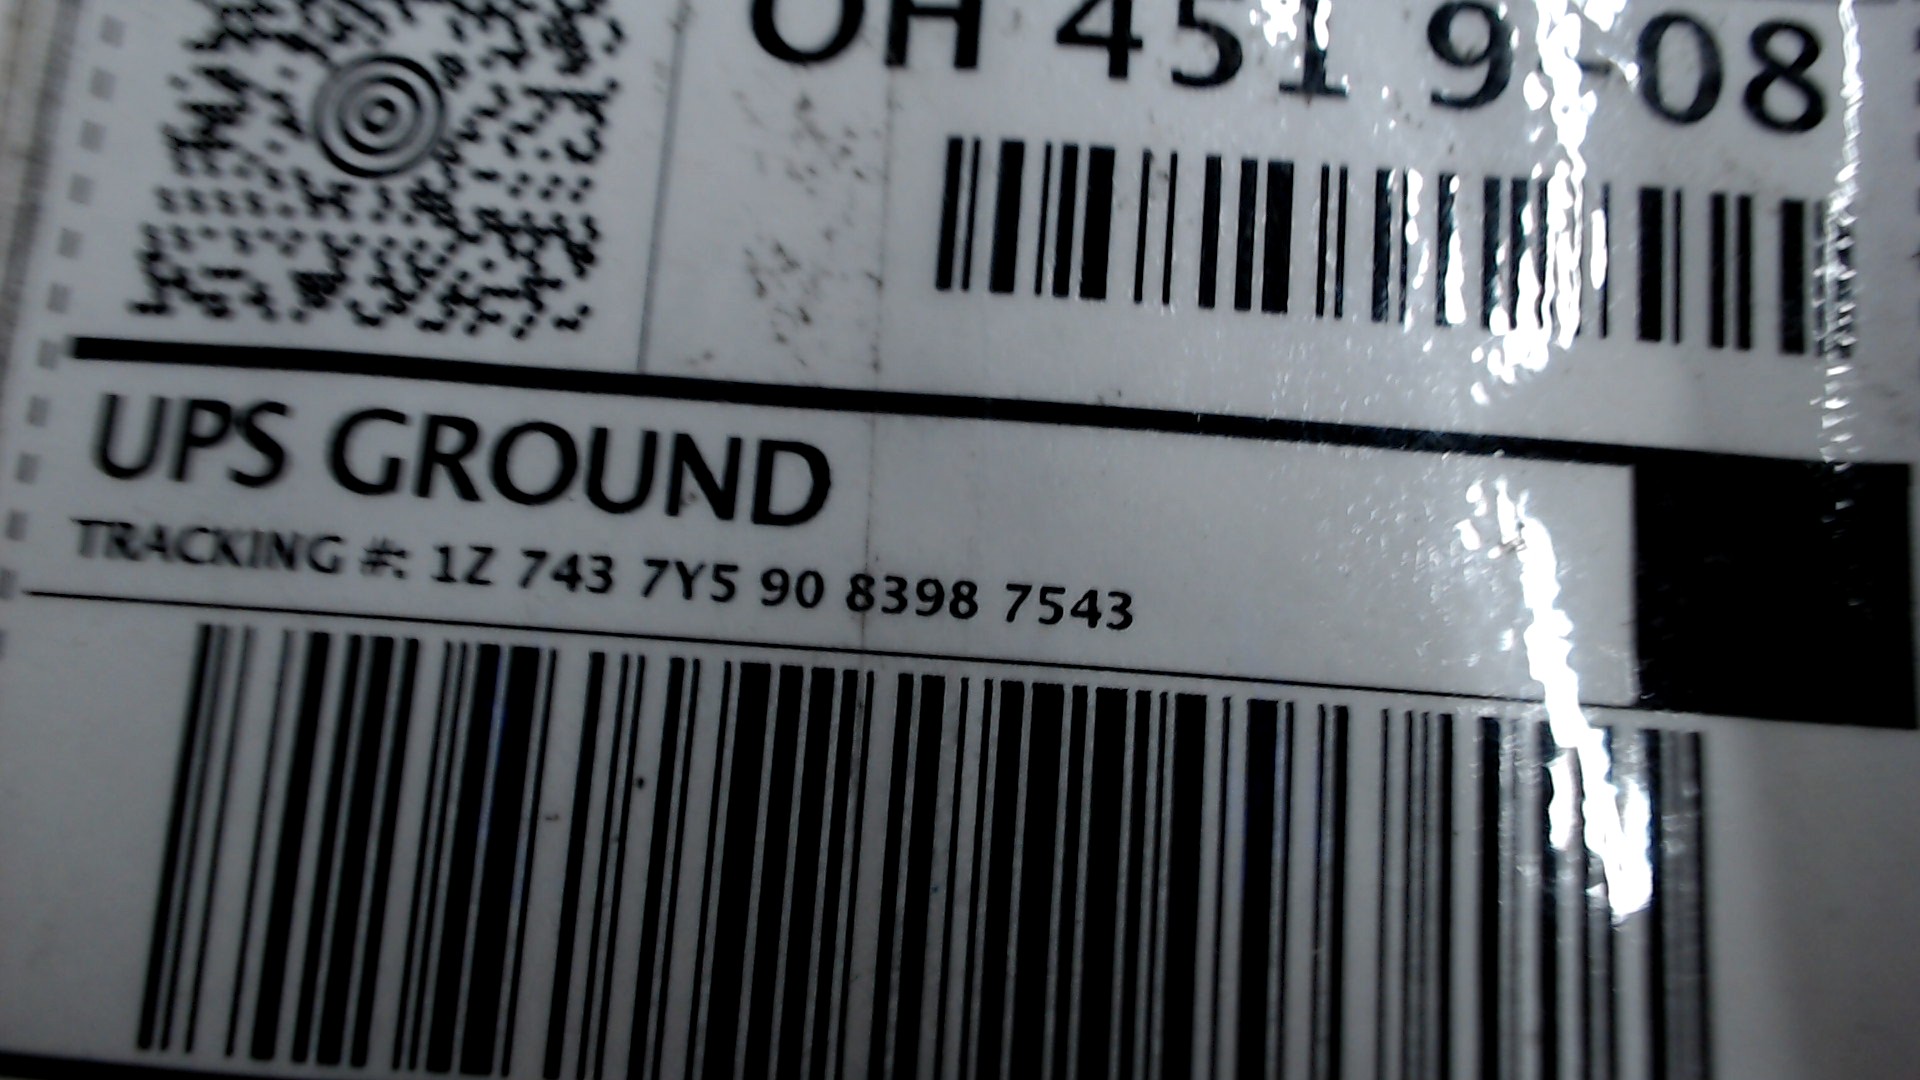 OH 451 9-08
UPS GROUND
TRACKING #: 1Z 743 7Y5 90 8398 7543